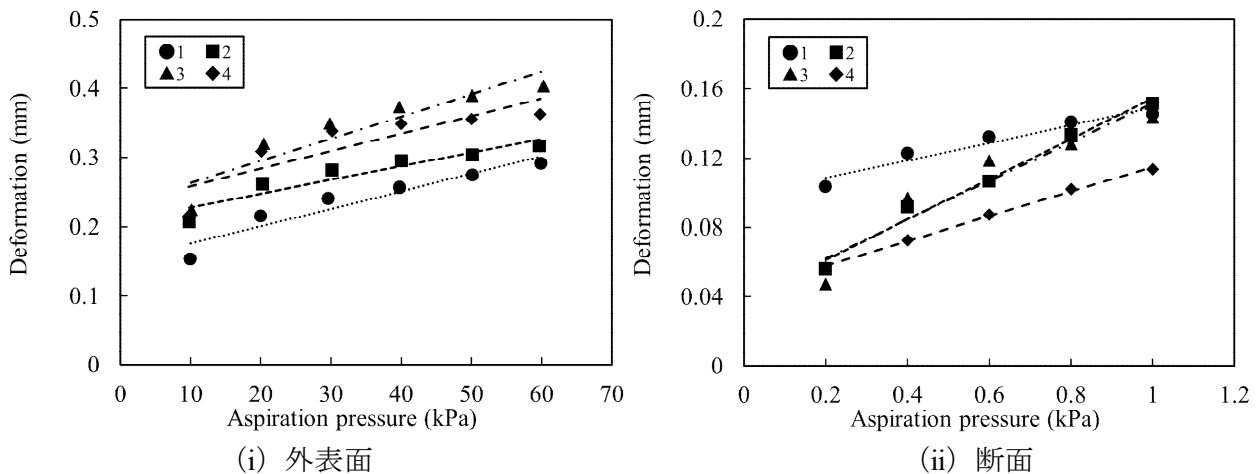 0.5
0.4
0.3
0.2
0.1
0
Deformation (mm)
1 2
3 4
0 10 20 30 40 50 60 70
Aspiration pressure (kPa)
(i) 外表面
0.2
0.16
0.12
0.08
0.04
0
Deformation (mm)
1 2
3 4
0 0.2 0.4 0.6 0.8 1 1.2
Aspiration pressure (kPa)
(ii) 断面